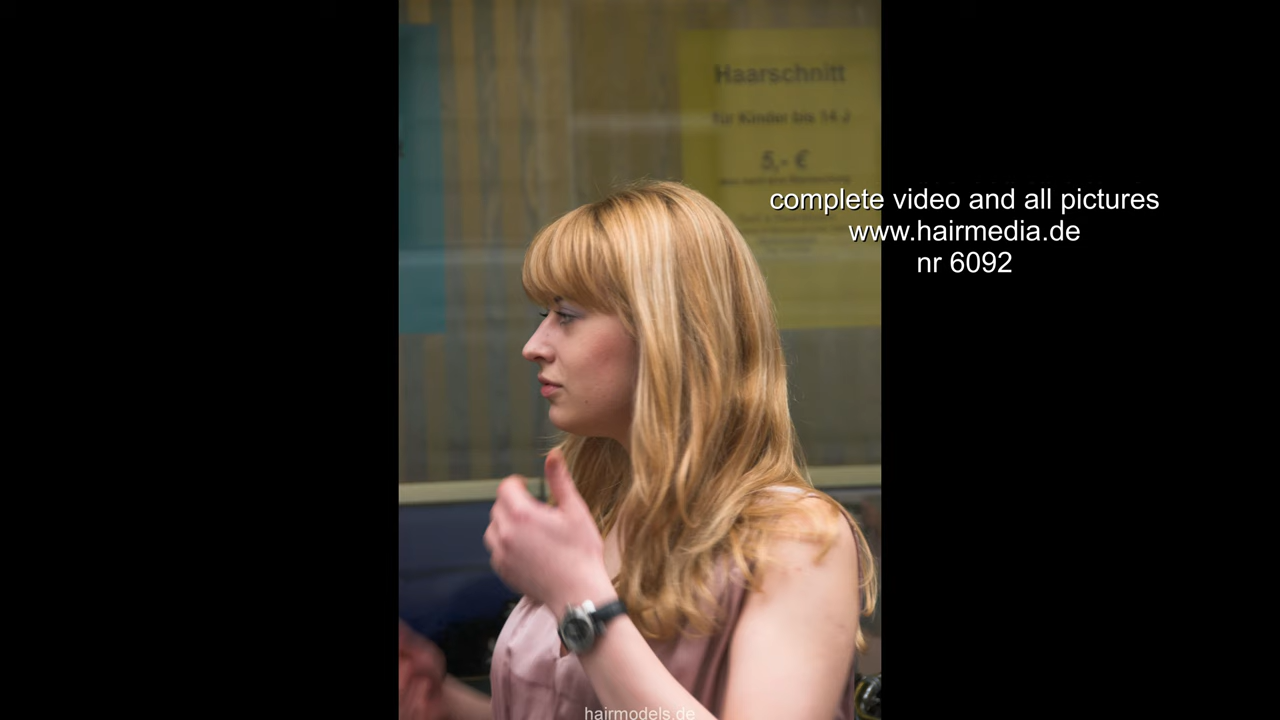 Haarschnitt
für Kinder bis 14 J
5,- €
complete video and all pictures
www.hairmedia.de
nr 6092
hairmodels.de